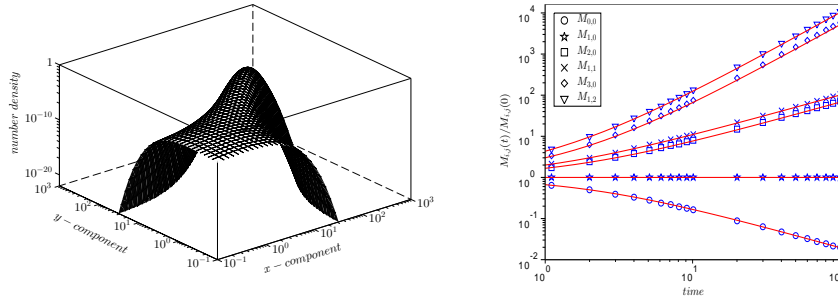 number density
1
10^{-10}
10^{-20}
10^3
10^2
10^1
10^0
10^{-1}
y - component
10^{-1}
10^0
10^1
10^2
10^3
x - component
M_{i,j}(t)/M_{i,j}(0)
10^4
10^2
10^1
10^0
10^{-1}
10^{-2}
10^0
10^1
time
M_{0,0}
M_{1,0}
M_{2,0}
M_{1,1}
M_{3,0}
M_{1,2}